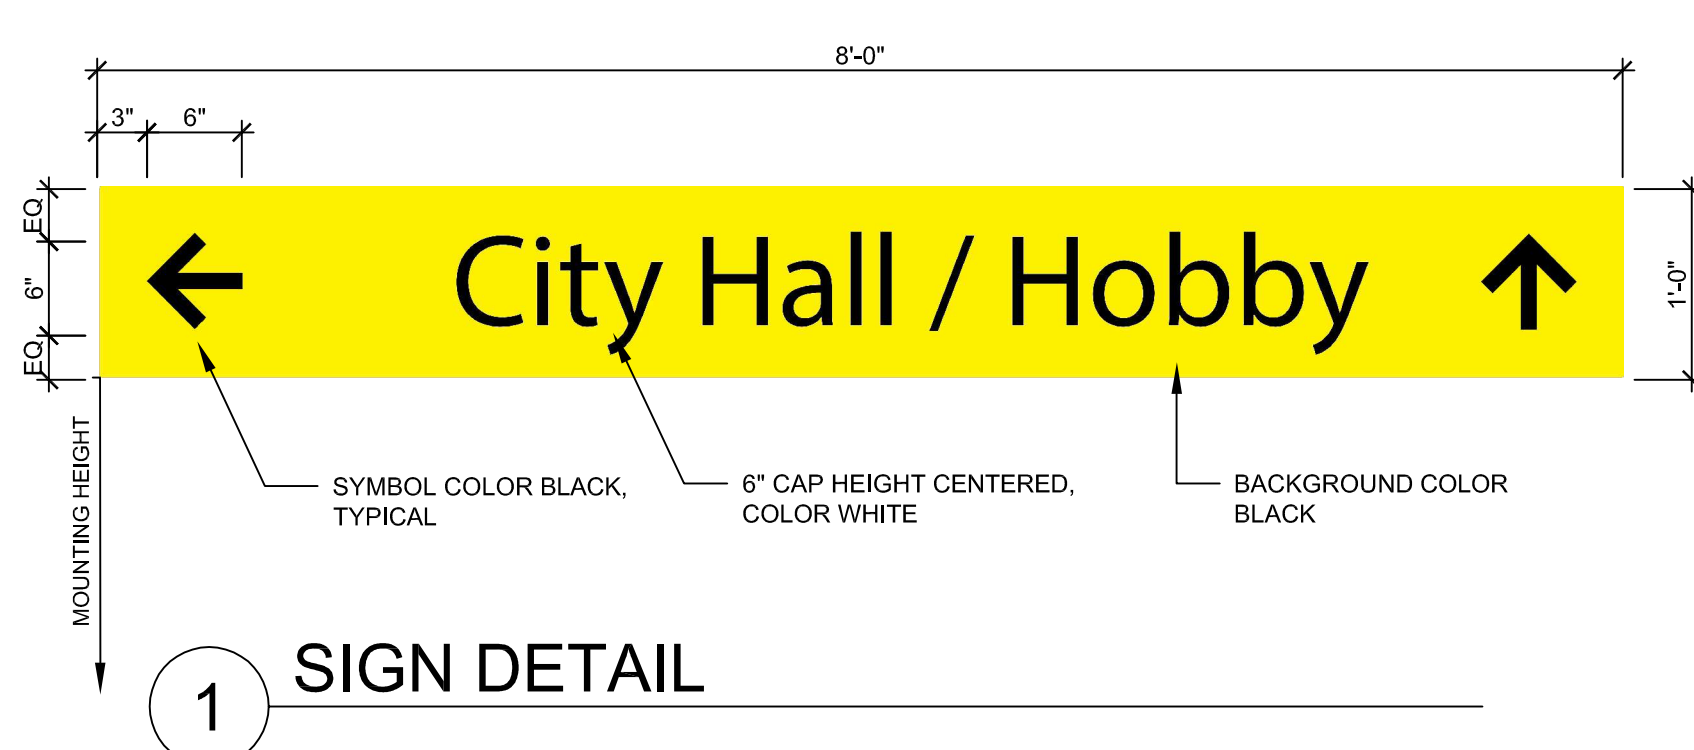 8'-0"
3" 6"
EQ
6"
EQ
1'-0"
City Hall / Hobby
MOUNTING HEIGHT
SYMBOL COLOR BLACK,
TYPICAL
6" CAP HEIGHT CENTERED,
COLOR WHITE
BACKGROUND COLOR
BLACK
1 SIGN DETAIL